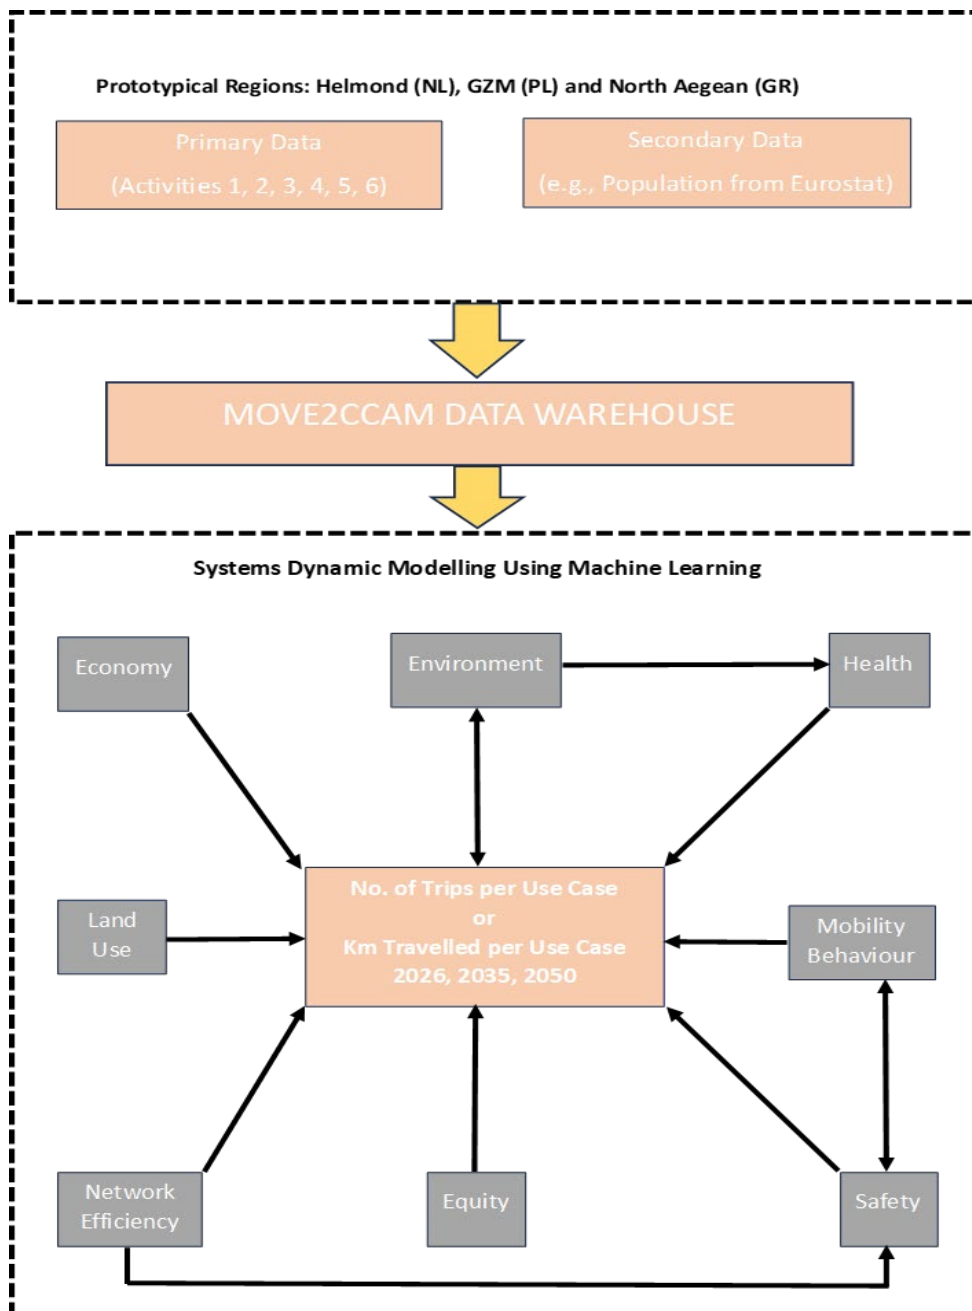 Prototypical Regions: Helmond (NL), GZM (PL) and North Aegean (GR)
Primary Data
(Activities 1, 2, 3, 4, 5, 6)
Secondary Data
(e.g., Population from Eurostat)
MOVE2CCAM DATA WAREHOUSE
Systems Dynamic Modelling Using Machine Learning
Economy
Environment
Health
No. of Trips per Use Case
or
Km Travelled per Use Case
2026, 2035, 2050
Land
Use
Mobility
Behaviour
Network
Efficiency
Equity
Safety